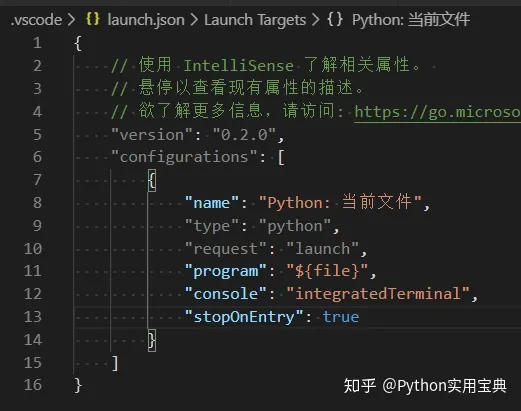 .vscode > {} launch.json > Launch Targets > {} Python: 当前文件
1 {
2 // 使用 IntelliSense 了解相关属性。
3 // 悬停以查看现有属性的描述。
4 // 欲了解更多信息，请访问: https://go.microso
5 "version": "0.2.0",
6 "configurations": [
7 {
8 "name": "Python: 当前文件",
9 "type": "python",
10 "request": "launch",
11 "program": "${file}",
12 "console": "integratedTerminal",
13 "stopOnEntry": true
14 }
15 ]
16 }
知乎 @Python实用宝典